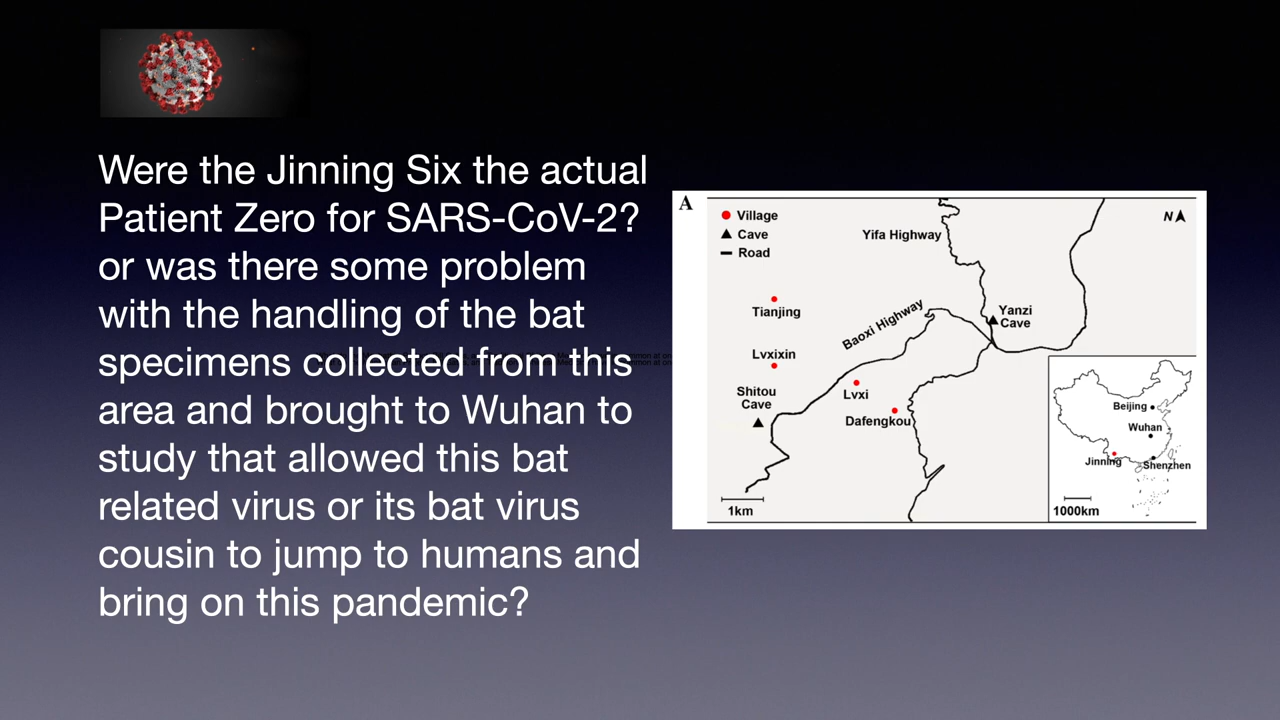 Were the Jinning Six the actual
Patient Zero for SARS-CoV-2?
or was there some problem
with the handling of the bat
specimens collected from this
area and brought to Wuhan to
study that allowed this bat
related virus or its bat virus
cousin to jump to humans and
bring on this pandemic?
A
Village
Cave
Road
Yifa Highway
N
Tianjing
Baoxi Highway
Yanzi
Cave
Lvxixin
Shitou
Cave
Lvxi
Dafengkou
1km
Beijing
Wuhan
Jinning
Shenzhen
1000km